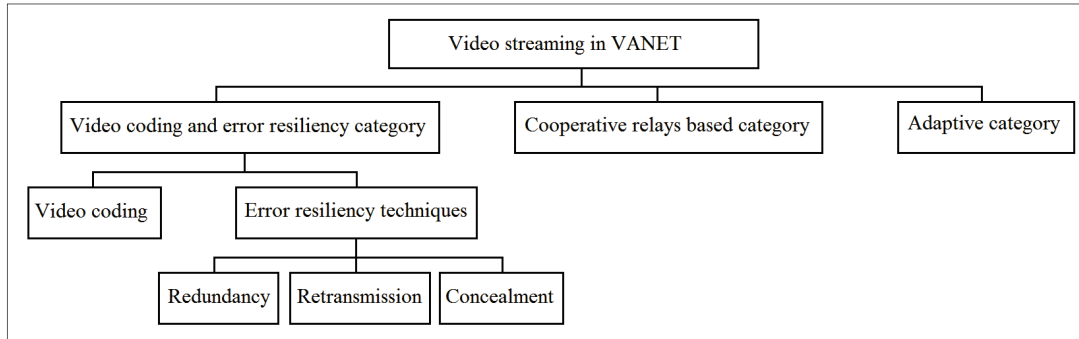 Video streaming in VANET
Video coding and error resiliency category
Cooperative relays based category
Adaptive category
Video coding
Error resiliency techniques
Redundancy
Retransmission
Concealment